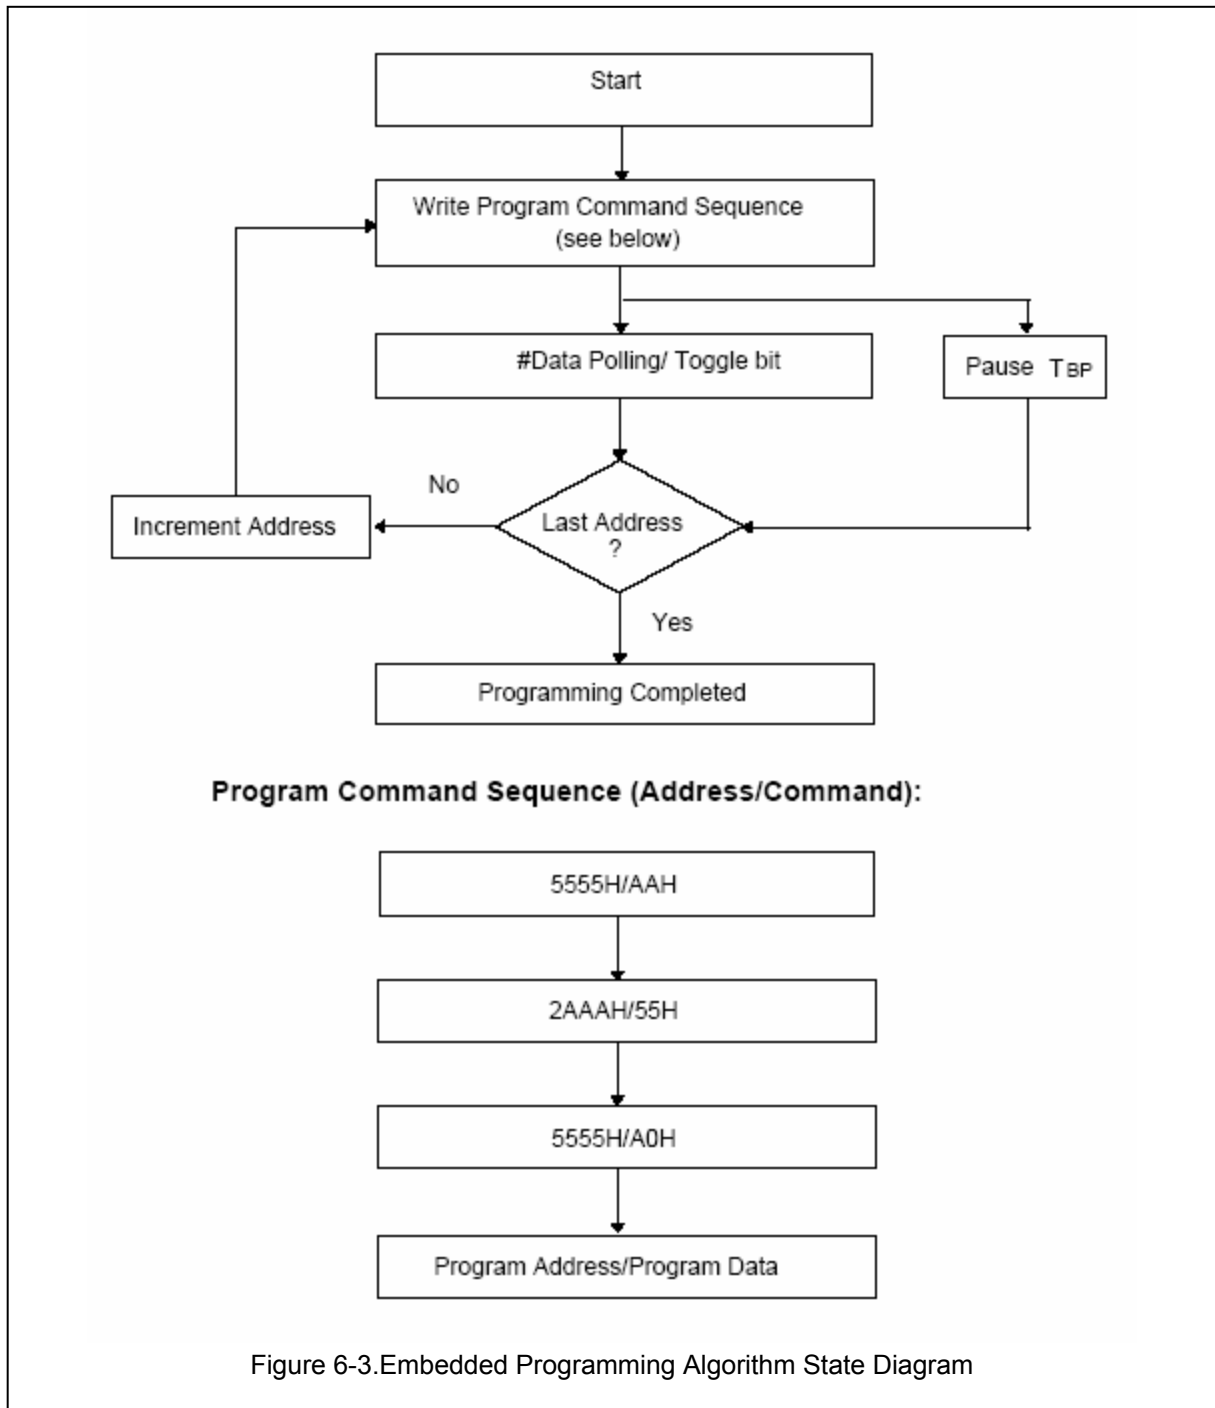 Start
Write Program Command Sequence
(see below)
#Data Polling/ Toggle bit
Pause TBP
No
Increment Address
Last Address
?
Yes
Programming Completed
Program Command Sequence (Address/Command):
5555H/AAH
2AAAH/55H
5555H/A0H
Program Address/Program Data
Figure 6-3.Embedded Programming Algorithm State Diagram